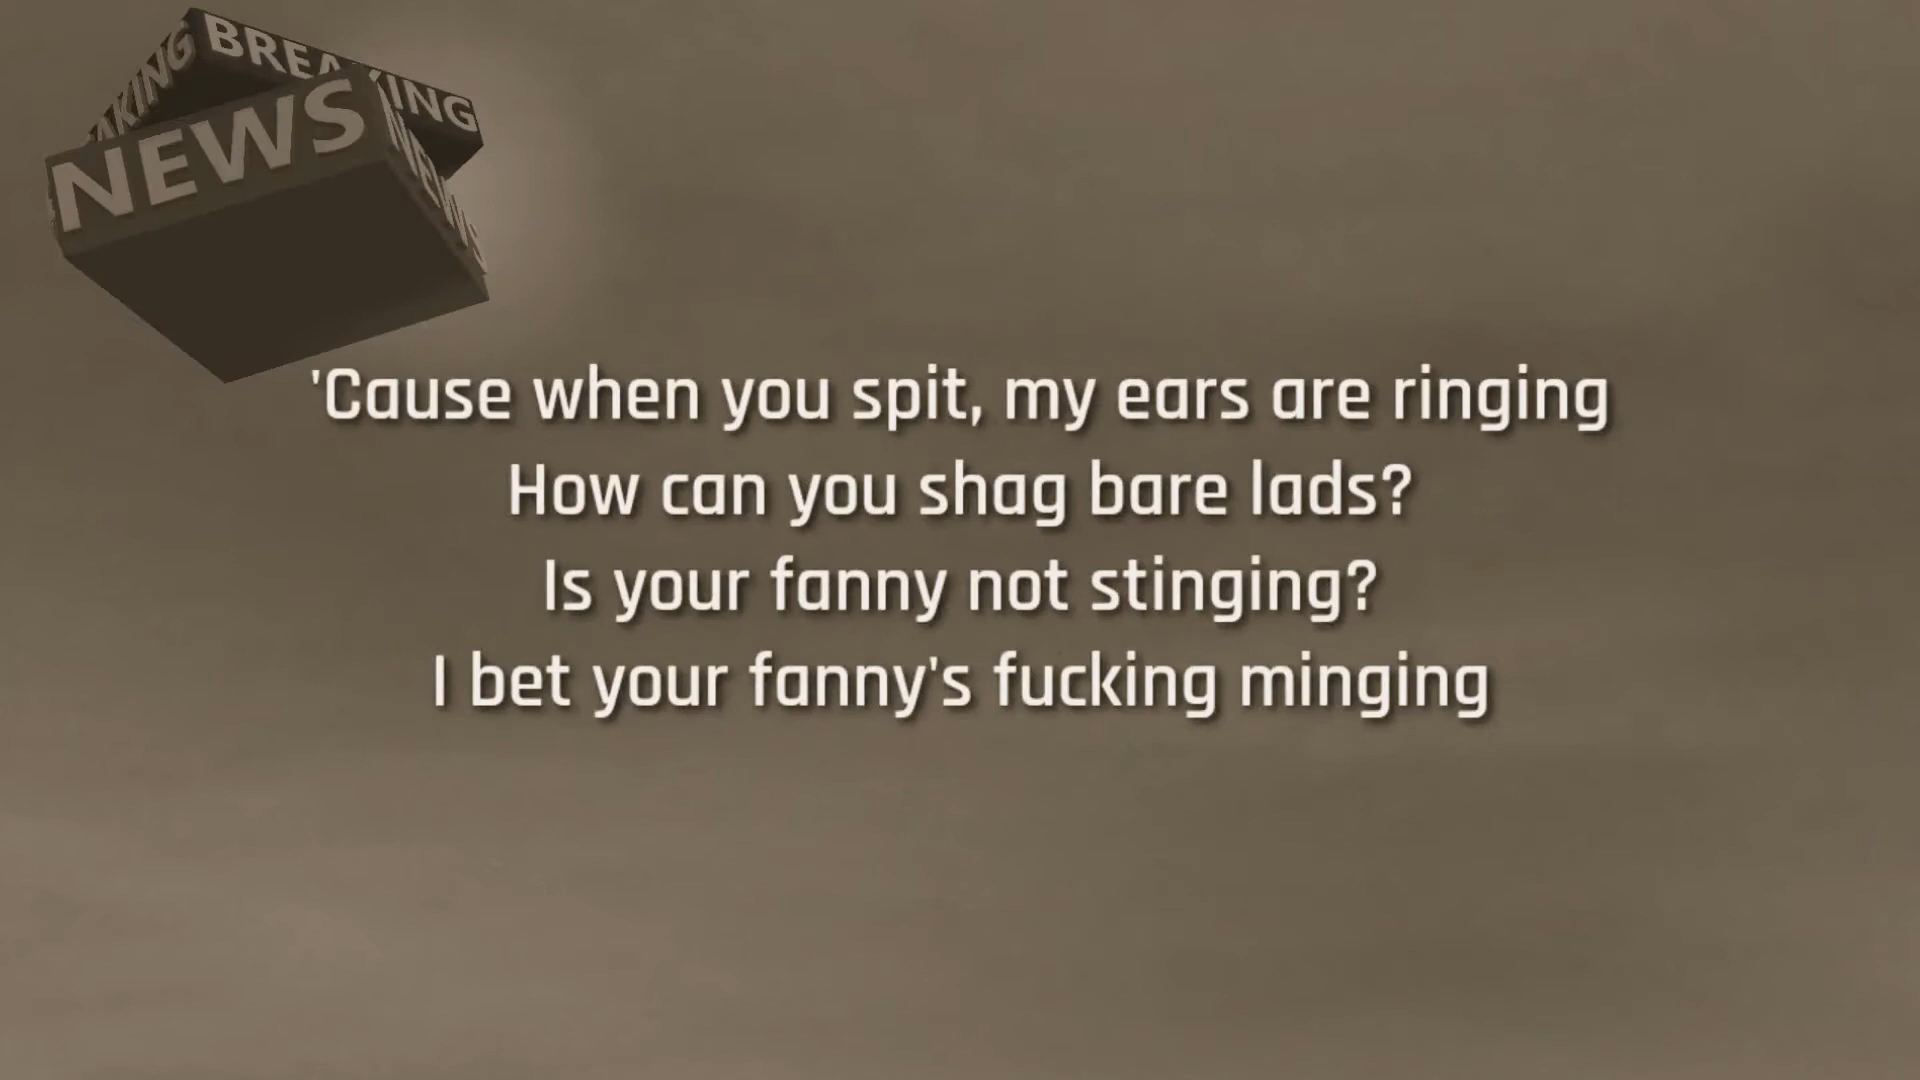 BREAKING
NEWS
'Cause when you spit, my ears are ringing
How can you shag bare lads?
Is your fanny not stinging?
I bet your fanny's fucking minging